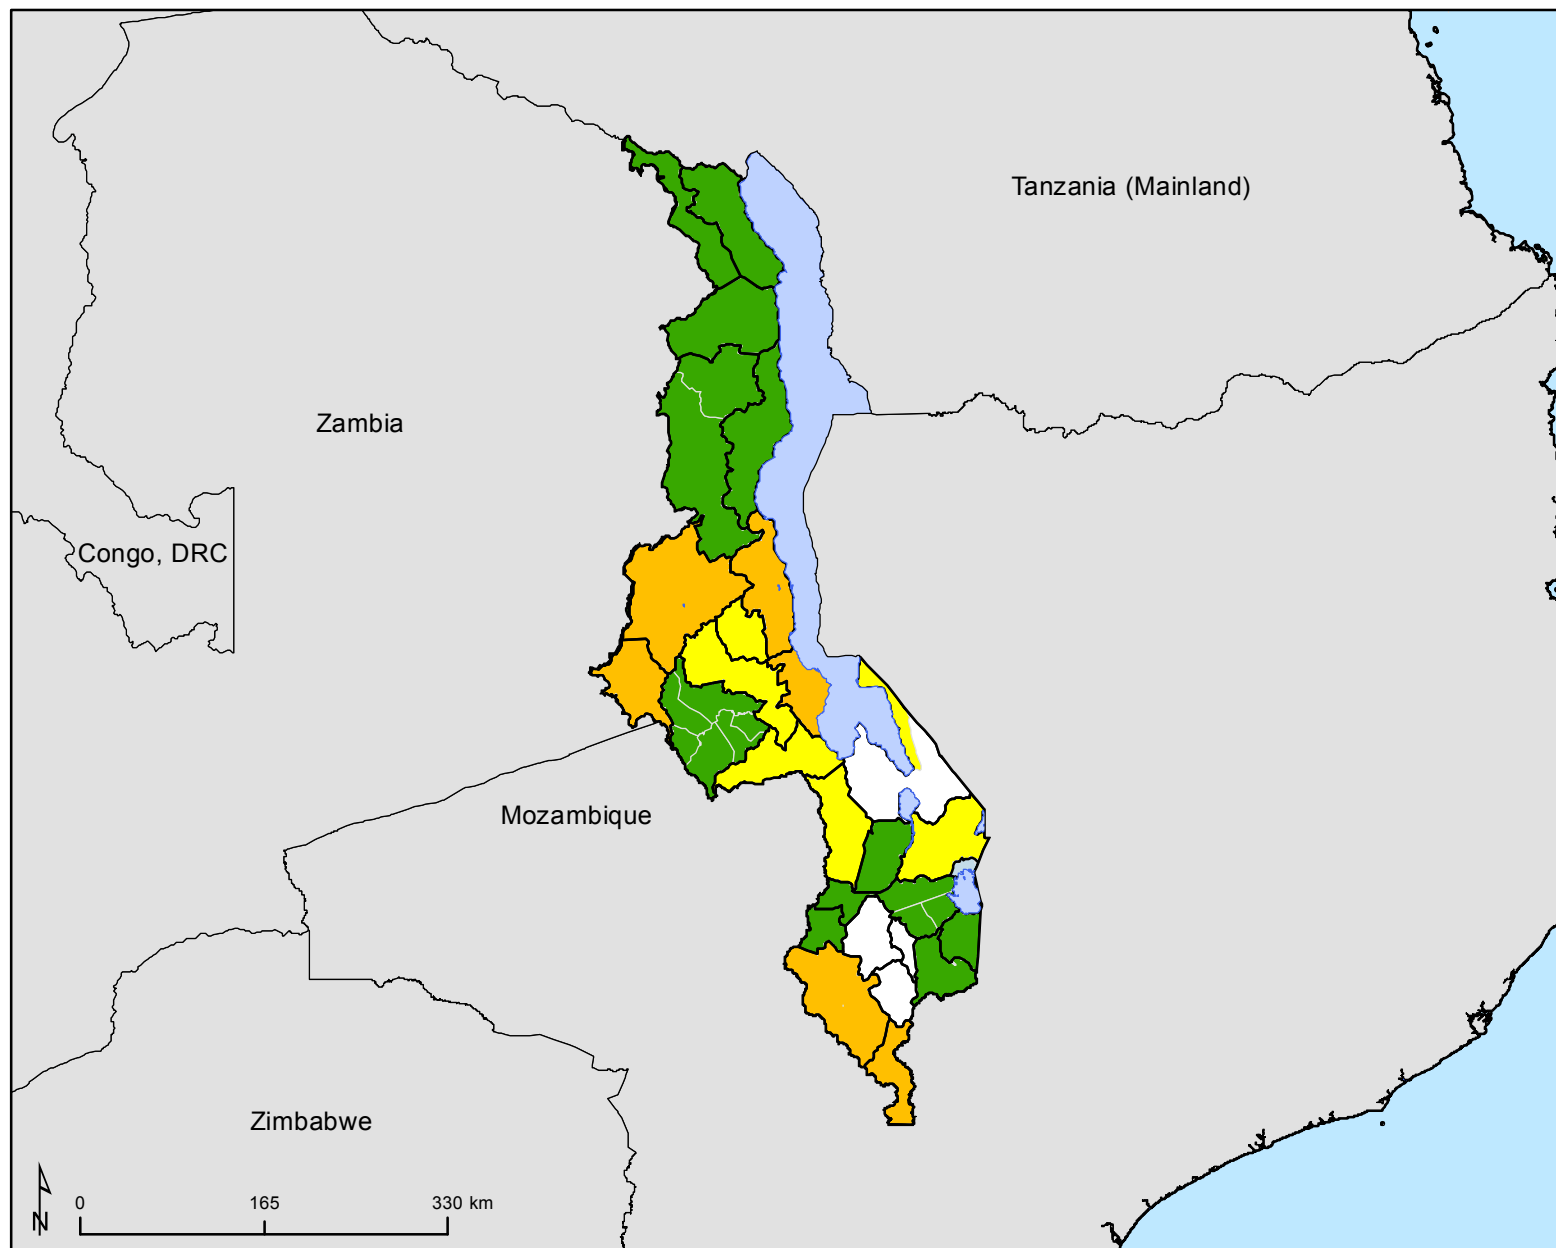 Tanzania (Mainland)
Zambia
Congo, DRC
Mozambique
Zimbabwe
N
0 165 330 km